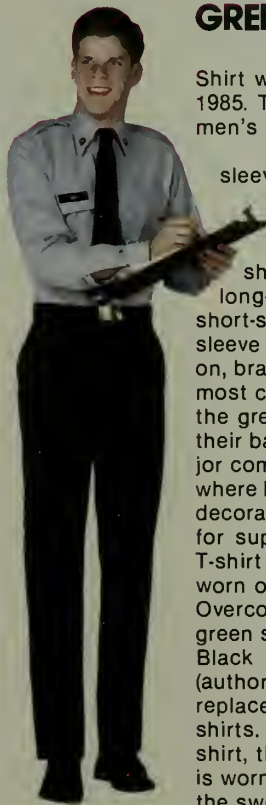 GREE
Shirt w
1985. T
men's
sleev
sh
long-
short-s
sleeve
on, bra
most c
the gre
their ba
jor com
where l
decora
for sup
T-shirt
worn o
Overco
green s
Black
(author
replace
shirts.
shirt, th
is worn
the sw